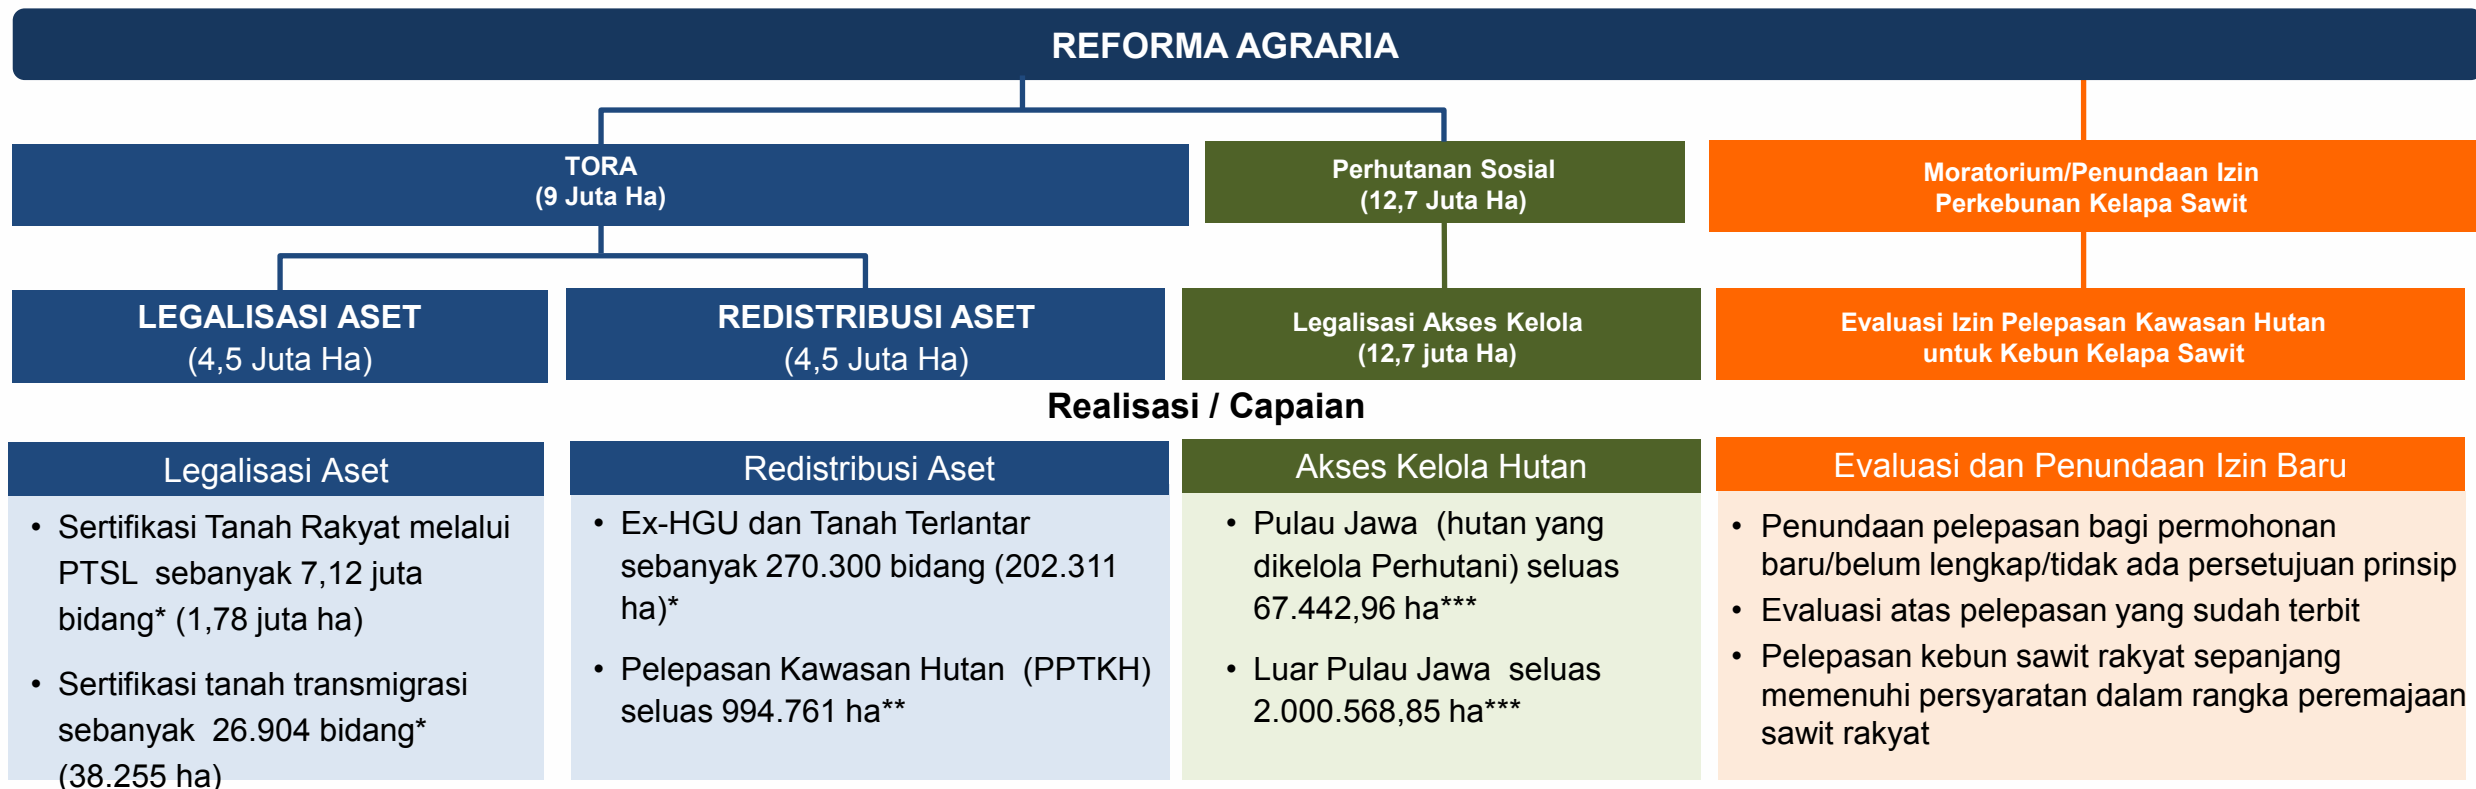 REFORMA AGRARIA
TORA
(9 Juta Ha)
Perhutanan Sosial
(12,7 Juta Ha)
Moratorium/Penundaan Izin
Perkebunan Kelapa Sawit
LEGALISASI ASET
(4,5 Juta Ha)
REDISTRIBUSI ASET
(4,5 Juta Ha)
Legalisasi Akses Kelola
(12,7 juta Ha)
Evaluasi Izin Pelepasan Kawasan Hutan
untuk Kebun Kelapa Sawit
Realisasi / Capaian
Legalisasi Aset
• Sertifikasi Tanah Rakyat melalui
PTSL sebanyak 7,12 juta
bidang* (1,78 juta ha)
• Sertifikasi tanah transmigrasi
sebanyak 26.904 bidang*
(38.255 ha)
Redistribusi Aset
• Ex-HGU dan Tanah Terlantar
sebanyak 270.300 bidang (202.311
ha)*
• Pelepasan Kawasan Hutan (PPTKH)
seluas 994.761 ha**
Akses Kelola Hutan
• Pulau Jawa (hutan yang
dikelola Perhutani) seluas
67.442,96 ha***
• Luar Pulau Jawa seluas
2.000.568,85 ha***
Evaluasi dan Penundaan Izin Baru
• Penundaan pelepasan bagi permohonan
baru/belum lengkap/tidak ada persetujuan prinsip
• Evaluasi atas pelepasan yang sudah terbit
• Pelepasan kebun sawit rakyat sepanjang
memenuhi persyaratan dalam rangka peremajaan
sawit rakyat